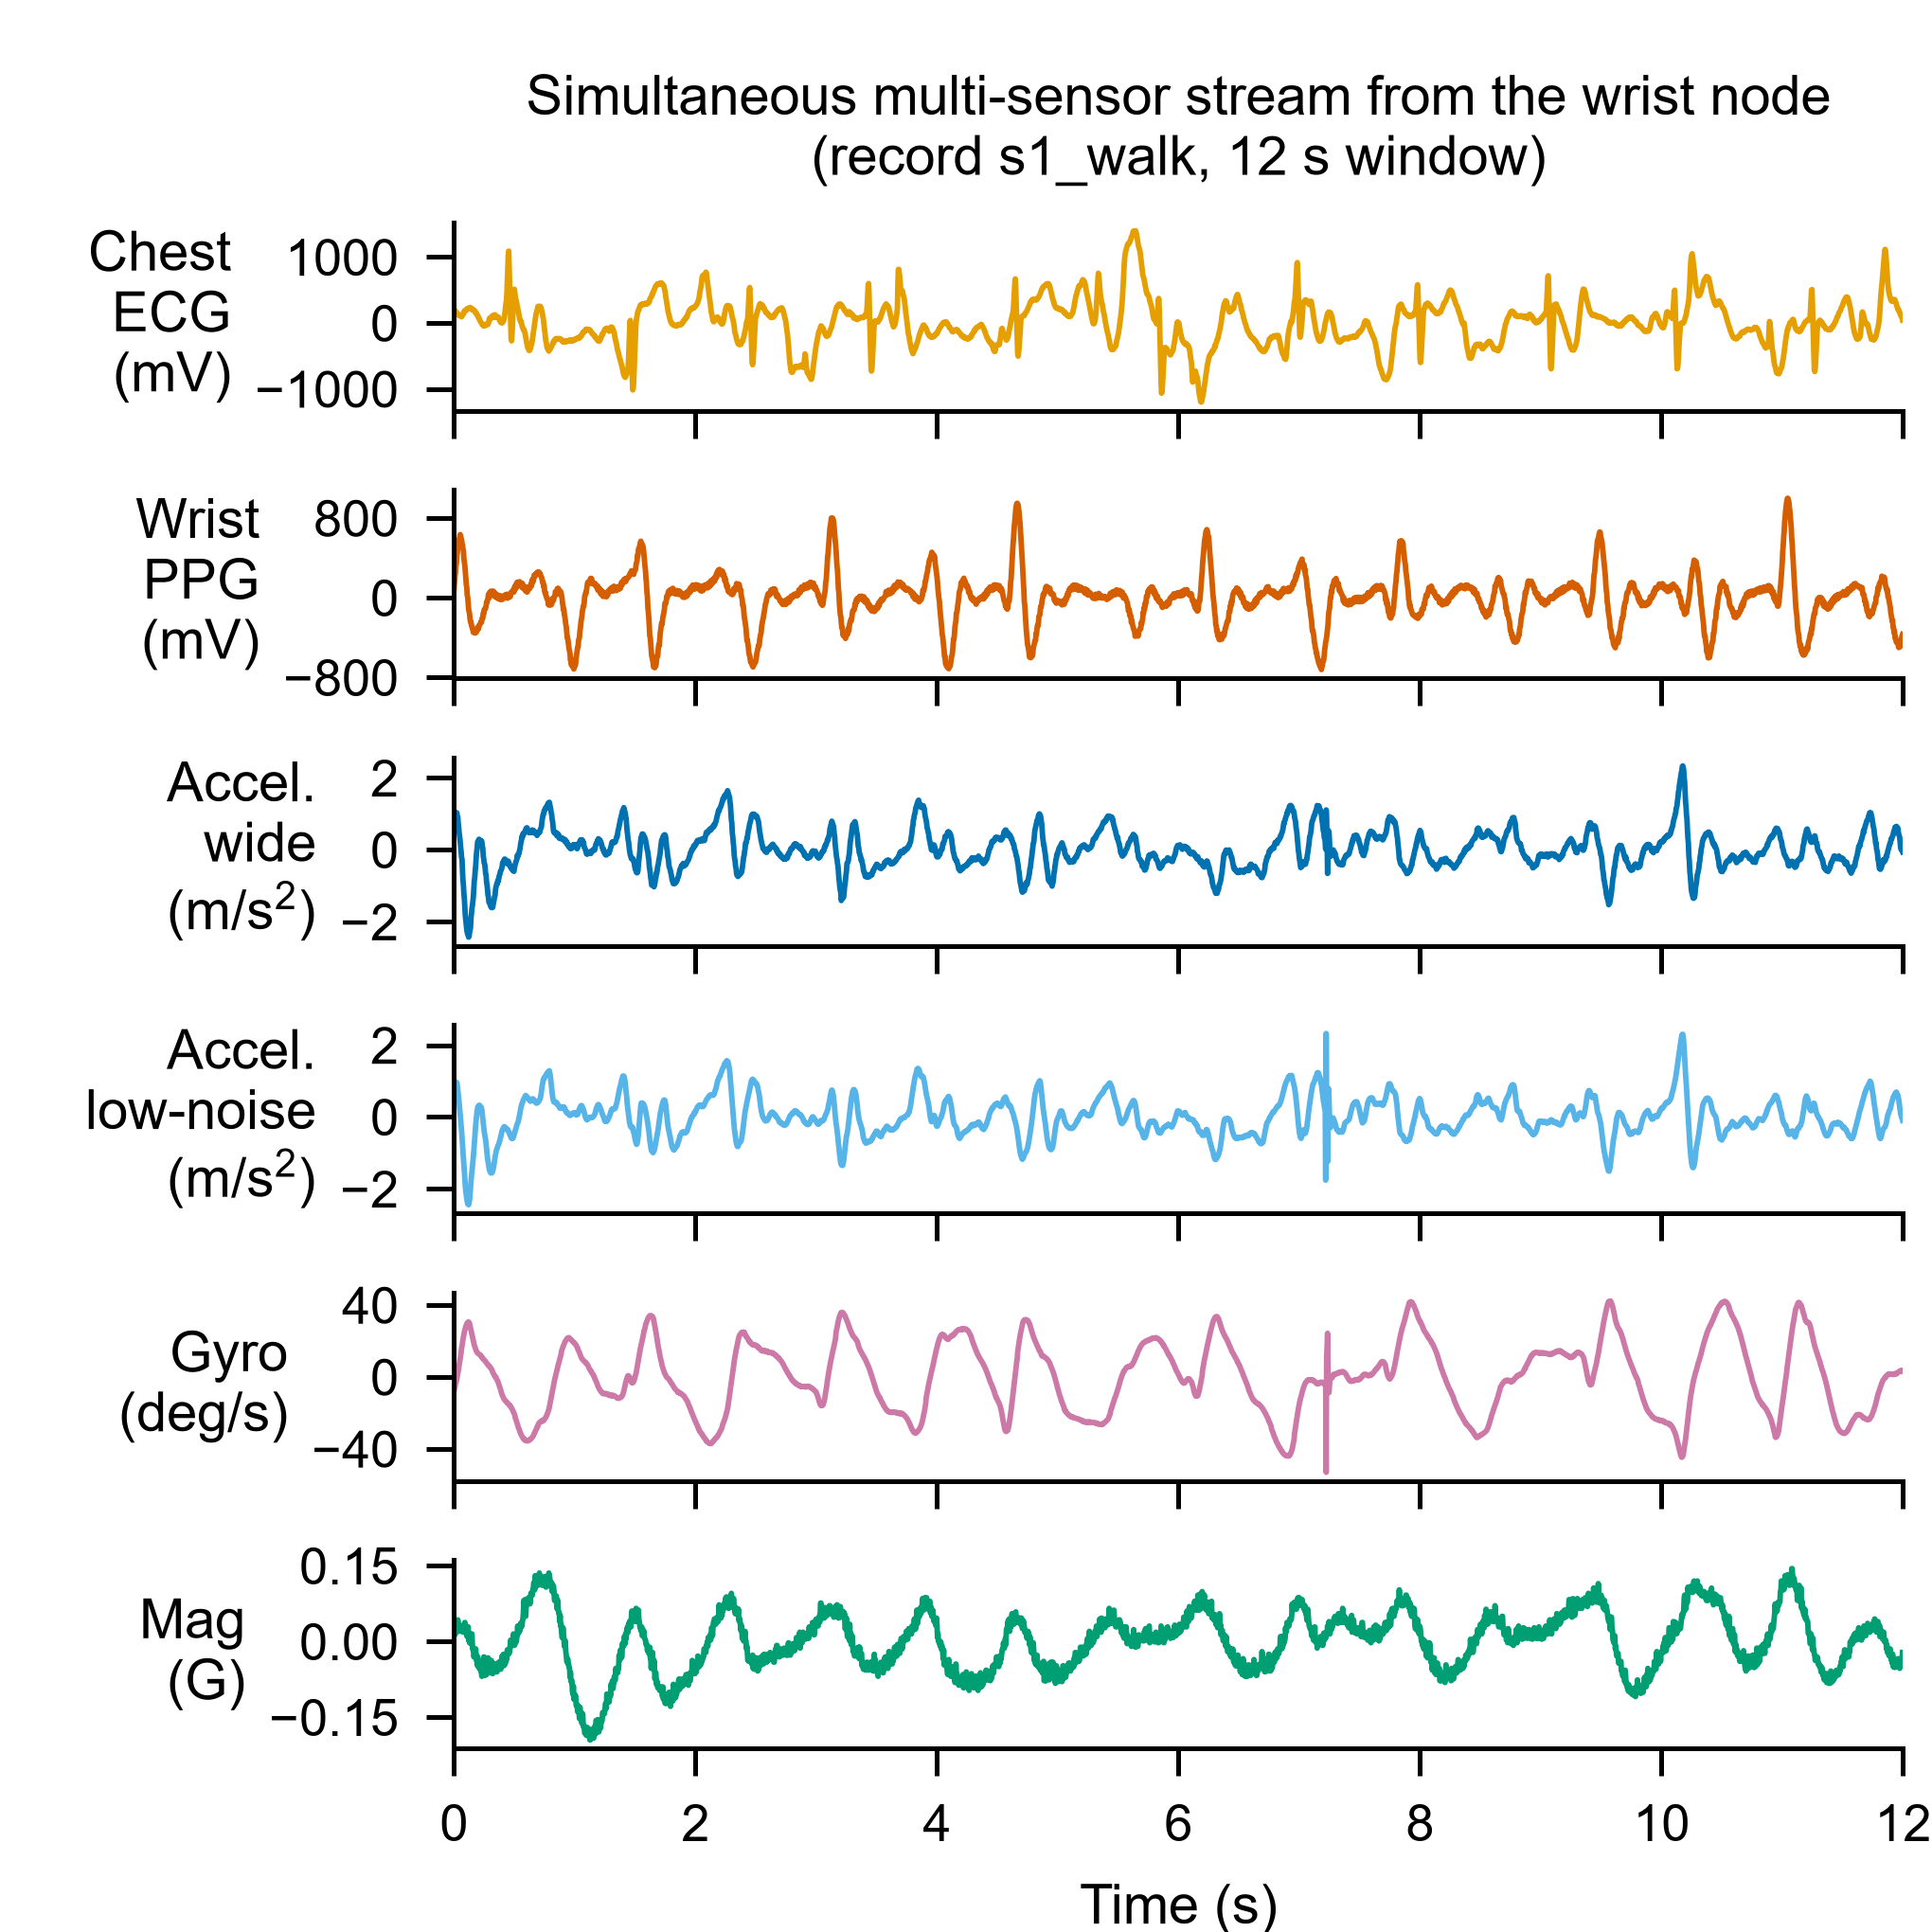 Simultaneous multi-sensor stream from the wrist node
(record s1_walk, 12 s window)
Chest
ECG
(mV)
1000
0
−1000
Wrist
PPG
(mV)
800
0
−800
Accel.
wide
(m/s²)
2
0
−2
Accel.
low-noise
(m/s²)
2
0
−2
Gyro
(deg/s)
40
0
−40
Mag
(G)
0.15
0.00
−0.15
0 2 4 6 8 10 12
Time (s)